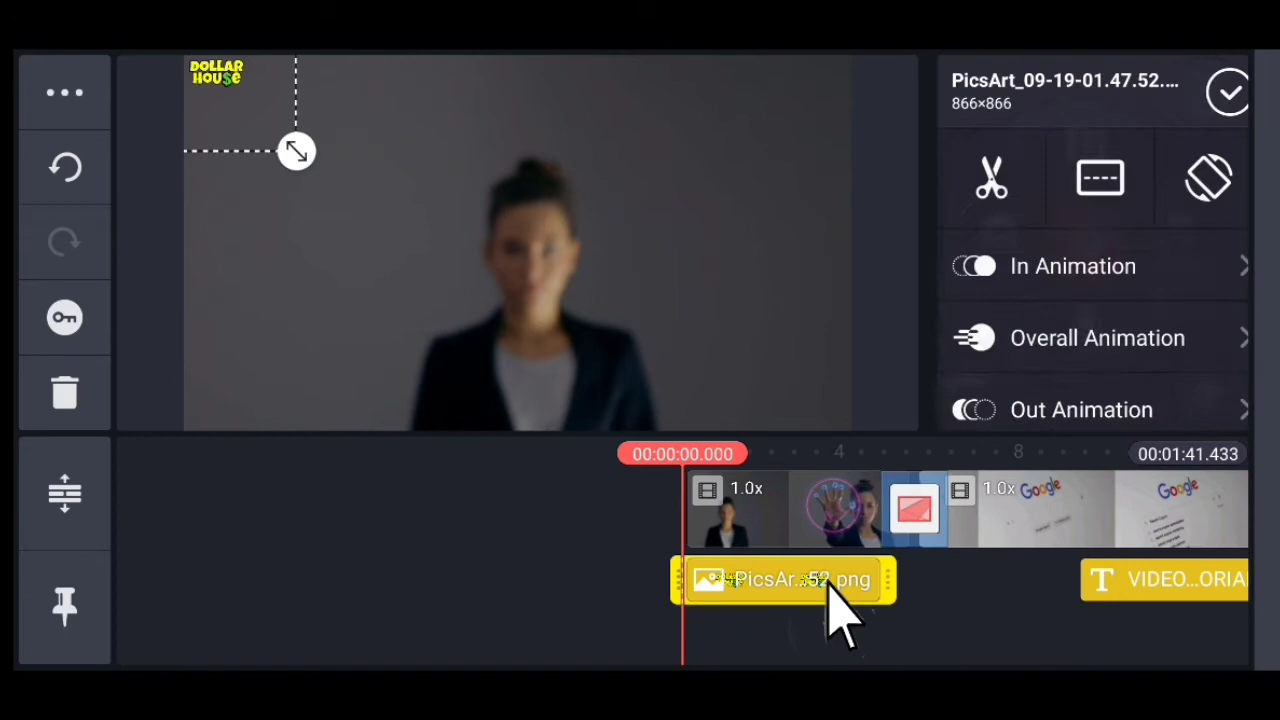 DOLLAR
HOU$E
PicsArt_09-19-01.47.52....
866×866
In Animation
Overall Animation
Out Animation
00:00:00.000
4
8
00:01:41.433
1.0x
1.0x
Google
Google
PicsAr...52.png
T VIDEO...ORIA